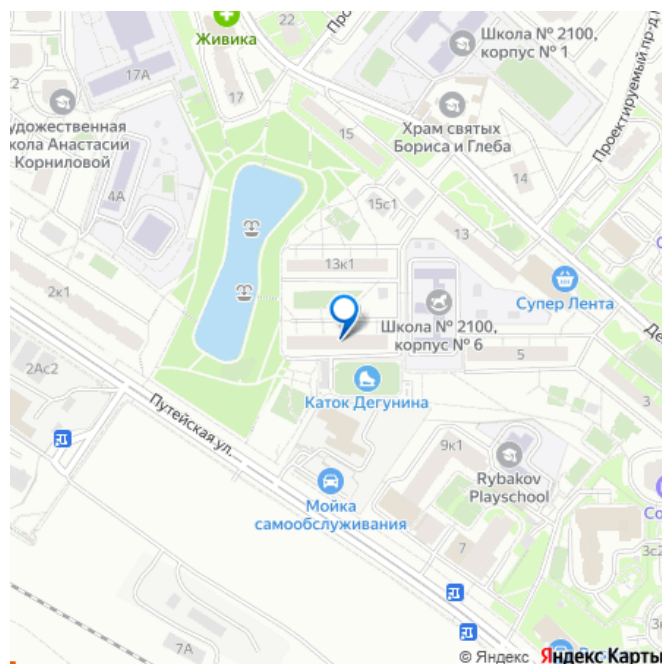 22
Живика
Школа № 2100,
корпус № 1
17А
17
удожественная
кола Анастасии
Корниловой
15
Храм святых
Бориса и Глеба
14
4А
15с1
13
2к1
13к1
Супер Лента
Школа № 2100,
корпус № 6
5
2Ас2
Каток Дегунина
3
Путейская ул.
9к1
Rybakov
Playschool
Мойка
самообслуживания
7
3с2
7А
© Яндекс Яндекс Карты